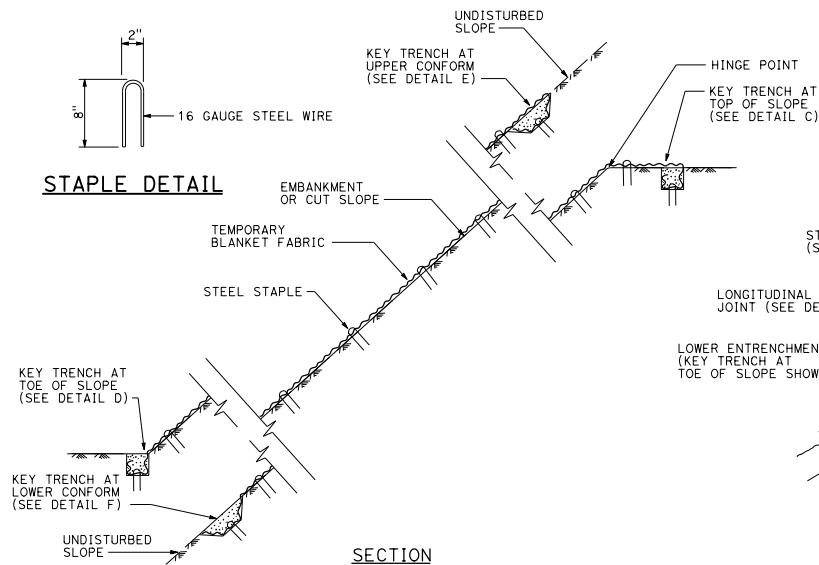 2"
8"
16 GAUGE STEEL WIRE
STAPLE DETAIL
UNDISTURBED
SLOPE
KEY TRENCH AT
UPPER CONFORM
(SEE DETAIL E)
HINGE POINT
KEY TRENCH AT
TOP OF SLOPE
(SEE DETAIL C)
EMBANKMENT
OR CUT SLOPE
TEMPORARY
BLANKET FABRIC
STEEL STAPLE
KEY TRENCH AT
TOE OF SLOPE
(SEE DETAIL D)
KEY TRENCH AT
LOWER CONFORM
(SEE DETAIL F)
UNDISTURBED
SLOPE
SECTION
LONGITUDINAL
JOINT (SEE
LOWER
(KEY TRENCH AT
TOE OF SLOPE